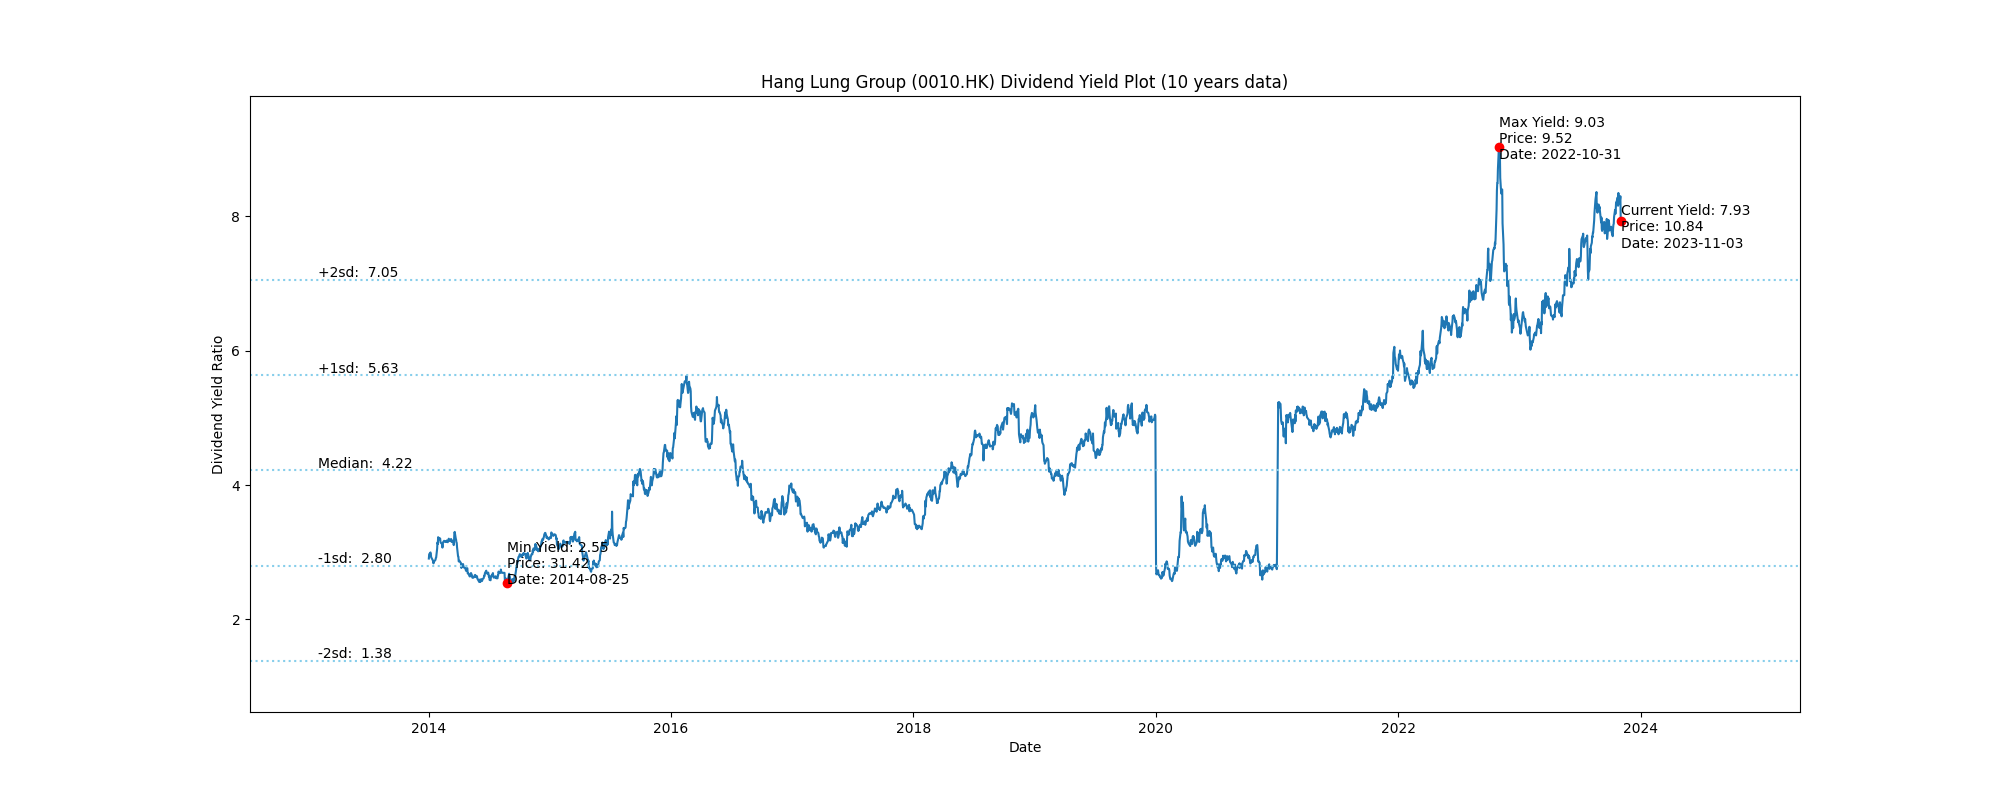 Hang Lung Group (0010.HK) Dividend Yield Plot (10 years data)
Max Yield: 9.03
Price: 9.52
Date: 2022-10-31
Current Yield: 7.93
Price: 10.84
Date: 2023-11-03
8
+2sd:  7.05
6
+1sd:  5.63
Dividend Yield Ratio
Median:  4.22
4
Min Yield: 2.55
Price: 31.42
Date: 2014-08-25
-1sd:  2.80
2
-2sd:  1.38
2014 2016 2018 2020 2022 2024
Date